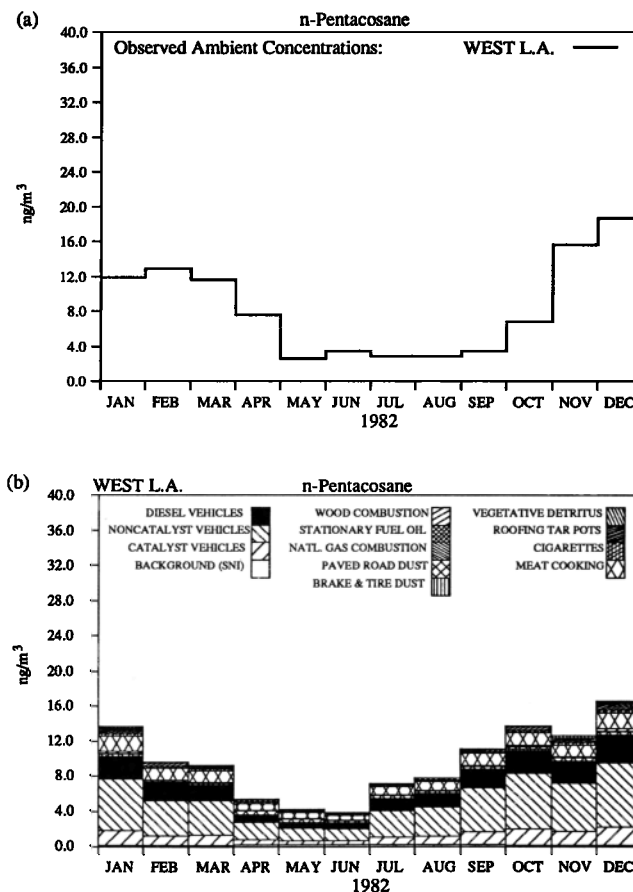 (a)
n-Pentacosane
40.0
Observed Ambient Concentrations: WEST L.A.
36.0
32.0
28.0
24.0
ng/m³
20.0
16.0
12.0
8.0
4.0
0.0
JAN FEB MAR APR MAY JUN JUL AUG SEP OCT NOV DEC
1982
(b)
WEST L.A. n-Pentacosane
40.0
DIESEL VEHICLES WOOD COMBUSTION VEGETATIVE DETRITUS
NONCATALYST VEHICLES STATIONARY FUEL OIL ROOFING TAR POTS
36.0
CATALYST VEHICLES NATL. GAS COMBUSTION CIGARETTES
BACKGROUND (SNI) PAVED ROAD DUST MEAT COOKING
32.0
BRAKE & TIRE DUST
28.0
24.0
ng/m³
20.0
16.0
12.0
8.0
4.0
0.0
JAN FEB MAR APR MAY JUN JUL AUG SEP OCT NOV DEC
1982